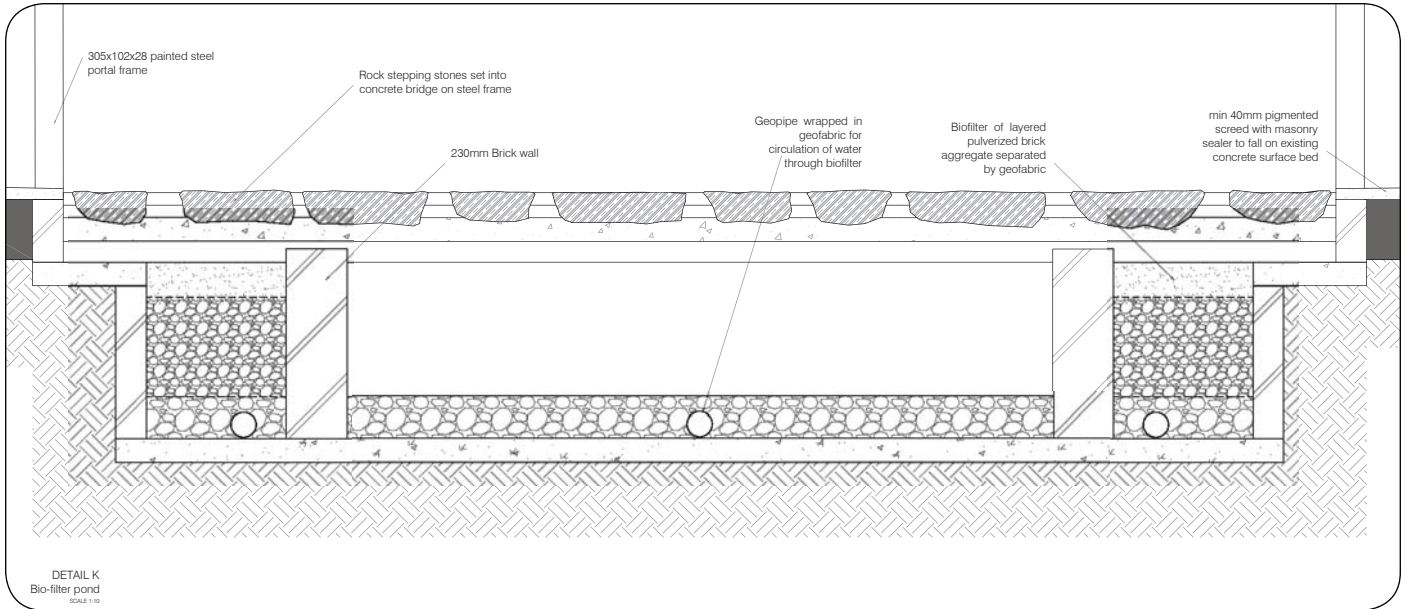 305x102x28 painted steel
portal frame
Rock stepping stones set into
concrete bridge on steel frame
230mm Brick wall
Geopipe wrapped in
geofabric for
circulation of water
through biofilter
Biofilter of layered
pulverized brick
aggregate separated
by geofabric
min 40mm pigmented
screed with masonry
sealer to fall on existing
concrete surface bed
DETAIL K
Bio-filter pond
SCALE 1:10